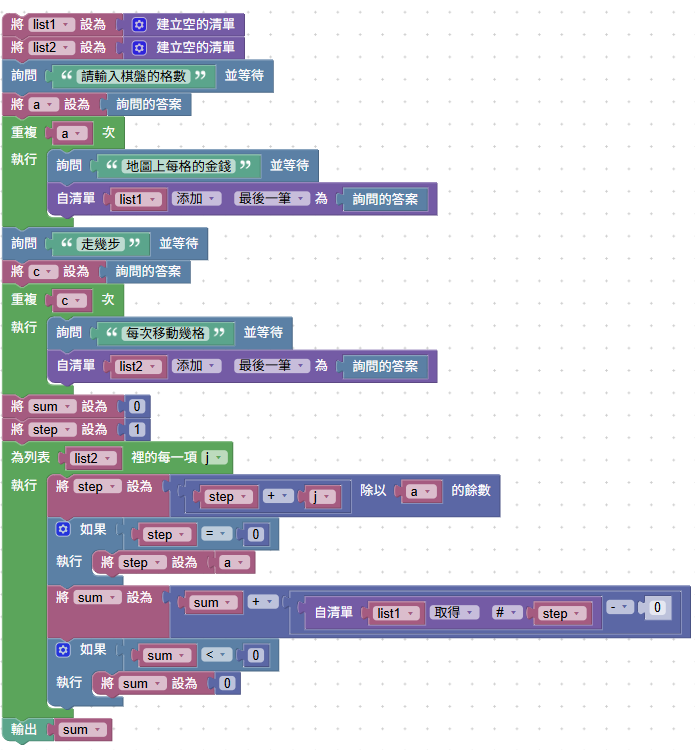 將 list1 設為 建立空的清單
將 list2 設為 建立空的清單
詢問 “ 請輸入棋盤的格數 ” 並等待
將 a 設為 詢問的答案
重複 a 次
執行 詢問 “ 地圖上每格的金錢 ” 並等待
自清單 list1 添加 最後一筆 為 詢問的答案
詢問 “ 走幾步 ” 並等待
將 c 設為 詢問的答案
重複 c 次
執行 詢問 “ 每次移動幾格 ” 並等待
自清單 list2 添加 最後一筆 為 詢問的答案
將 sum 設為 0
將 step 設為 1
為列表 list2 裡的每一項 j
執行 將 step 設為 step + j 除以 a 的餘數
如果 step = 0
執行 將 step 設為 a
將 sum 設為 sum + 自清單 list1 取得 # step - 0
如果 sum < 0
執行 將 sum 設為 0
輸出 sum